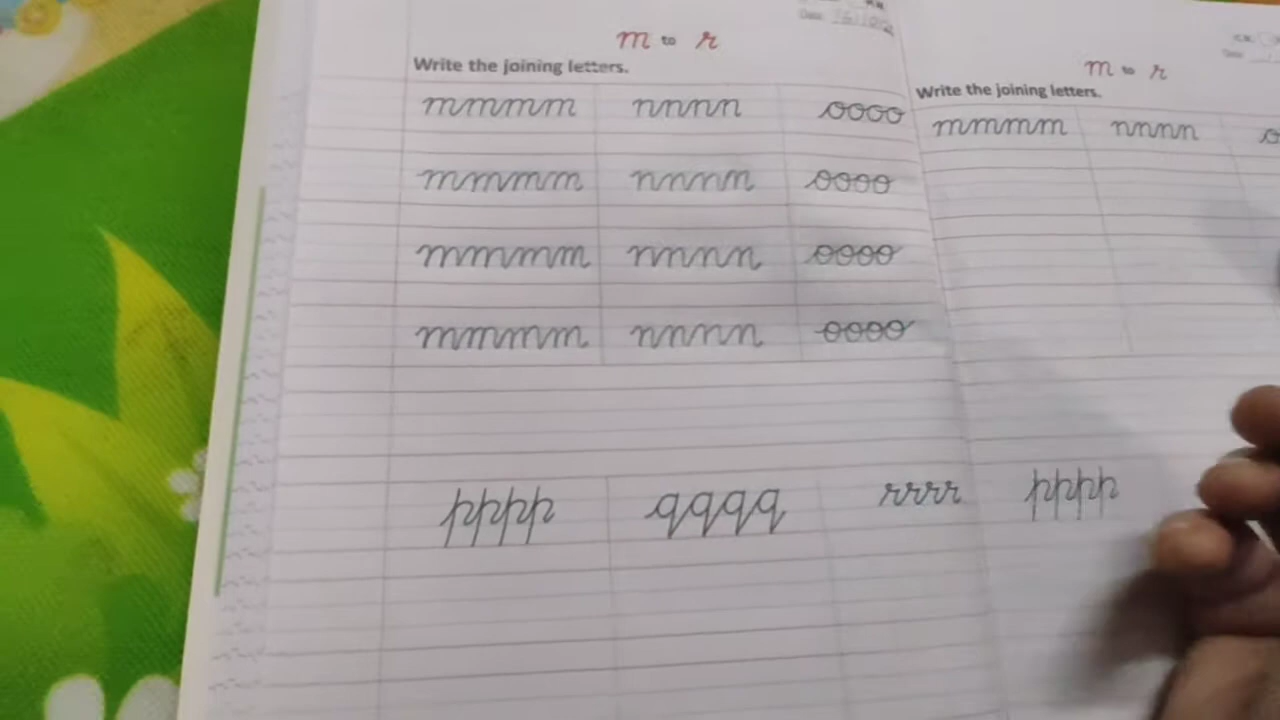 m to r
Write the joining letters.
mmmm nnnn oooo
mmmm nnnn oooo
mmmm nnnn oooo
mmmm nnnn oooo
pppp qqqq rrrr
m to r
Write the joining letters.
mmmm nnnn o
pppp